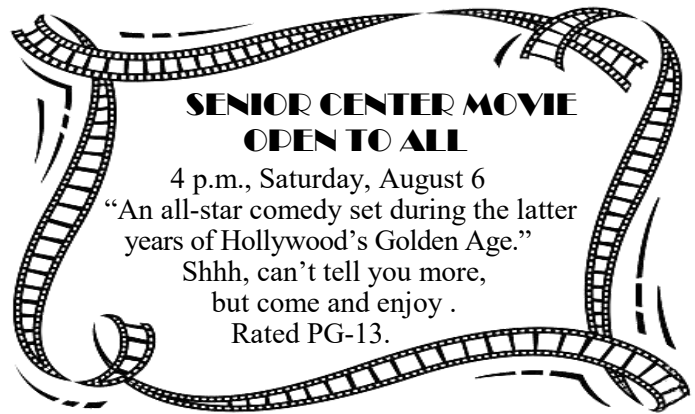 SENIOR CENTER MOVIE
OPEN TO ALL
4 p.m., Saturday, August 6
“An all-star comedy set during the latter
years of Hollywood’s Golden Age.”
Shhh, can’t tell you more,
but come and enjoy .
Rated PG-13.